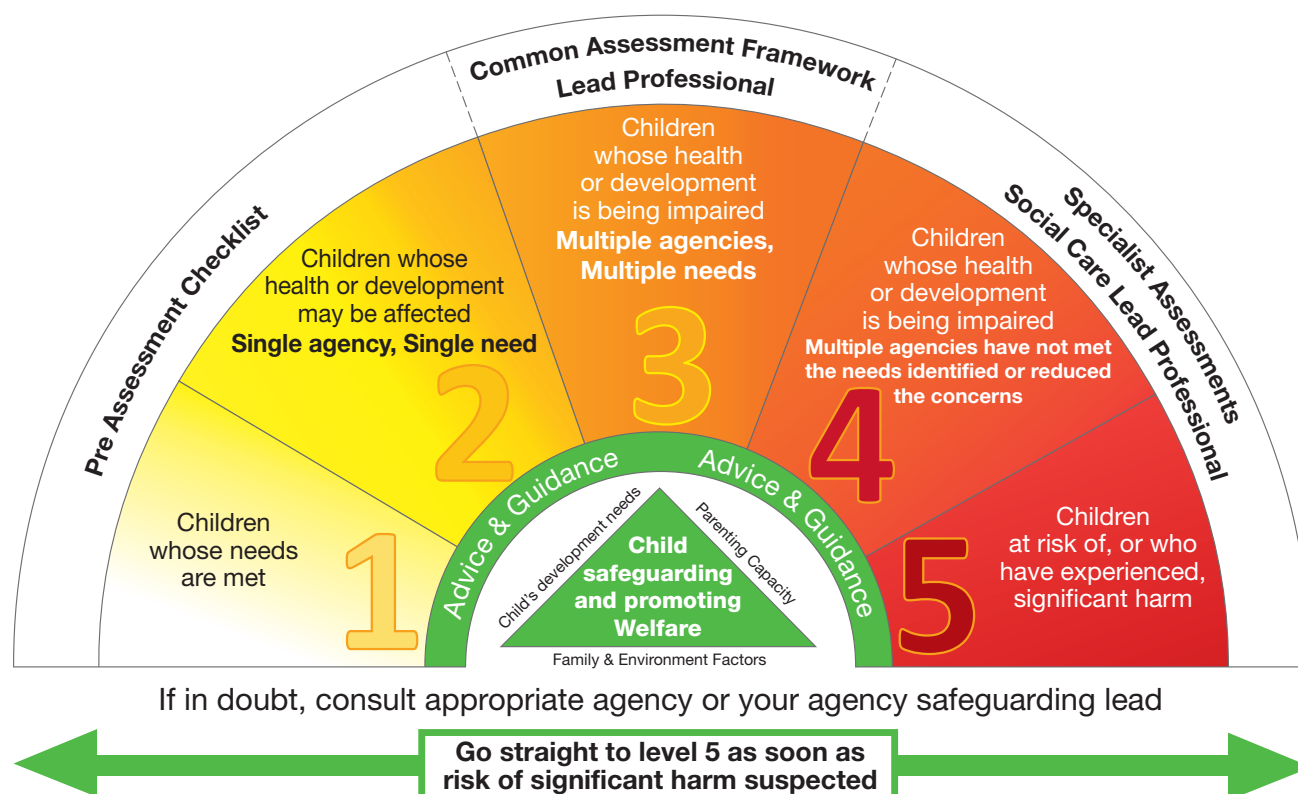 Common Assessment Framework
Lead Professional
Pre Assessment Checklist
Specialist Assessments
Social Care Lead Professional
Children
whose needs
are met
1
Children whose
health or development
may be affected
Single agency, Single need
2
Children
whose health
or development
is being impaired
Multiple agencies,
Multiple needs
3
Children
whose health
or development
is being impaired
Multiple agencies have not met
the needs identified or reduced
the concerns
4
Children
at risk of, or who
have experienced,
significant harm
5
Advice & Guidance
Advice & Guidance
Child's development needs
Parenting Capacity
Child
safeguarding
and promoting
Welfare
Family & Environment Factors
If in doubt, consult appropriate agency or your agency safeguarding lead
Go straight to level 5 as soon as
risk of significant harm suspected